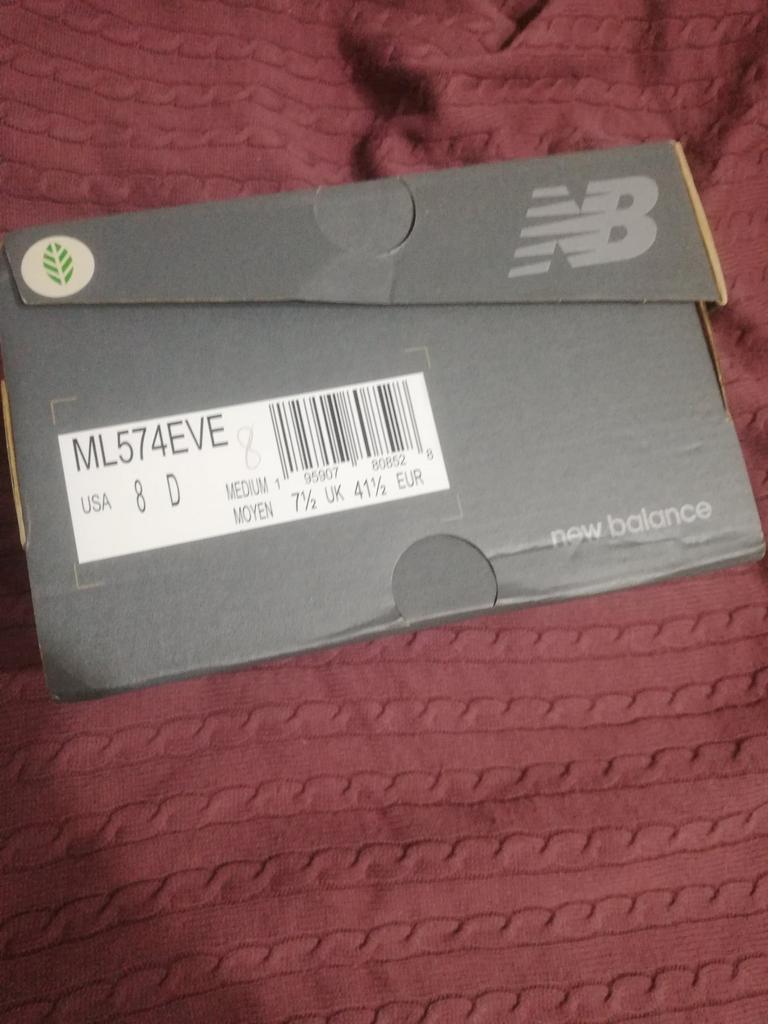 NB
ML574EVE
8
1 95907 80852 8
USA 8 D
MEDIUM
MOYEN
7½ UK 41½ EUR
new balance